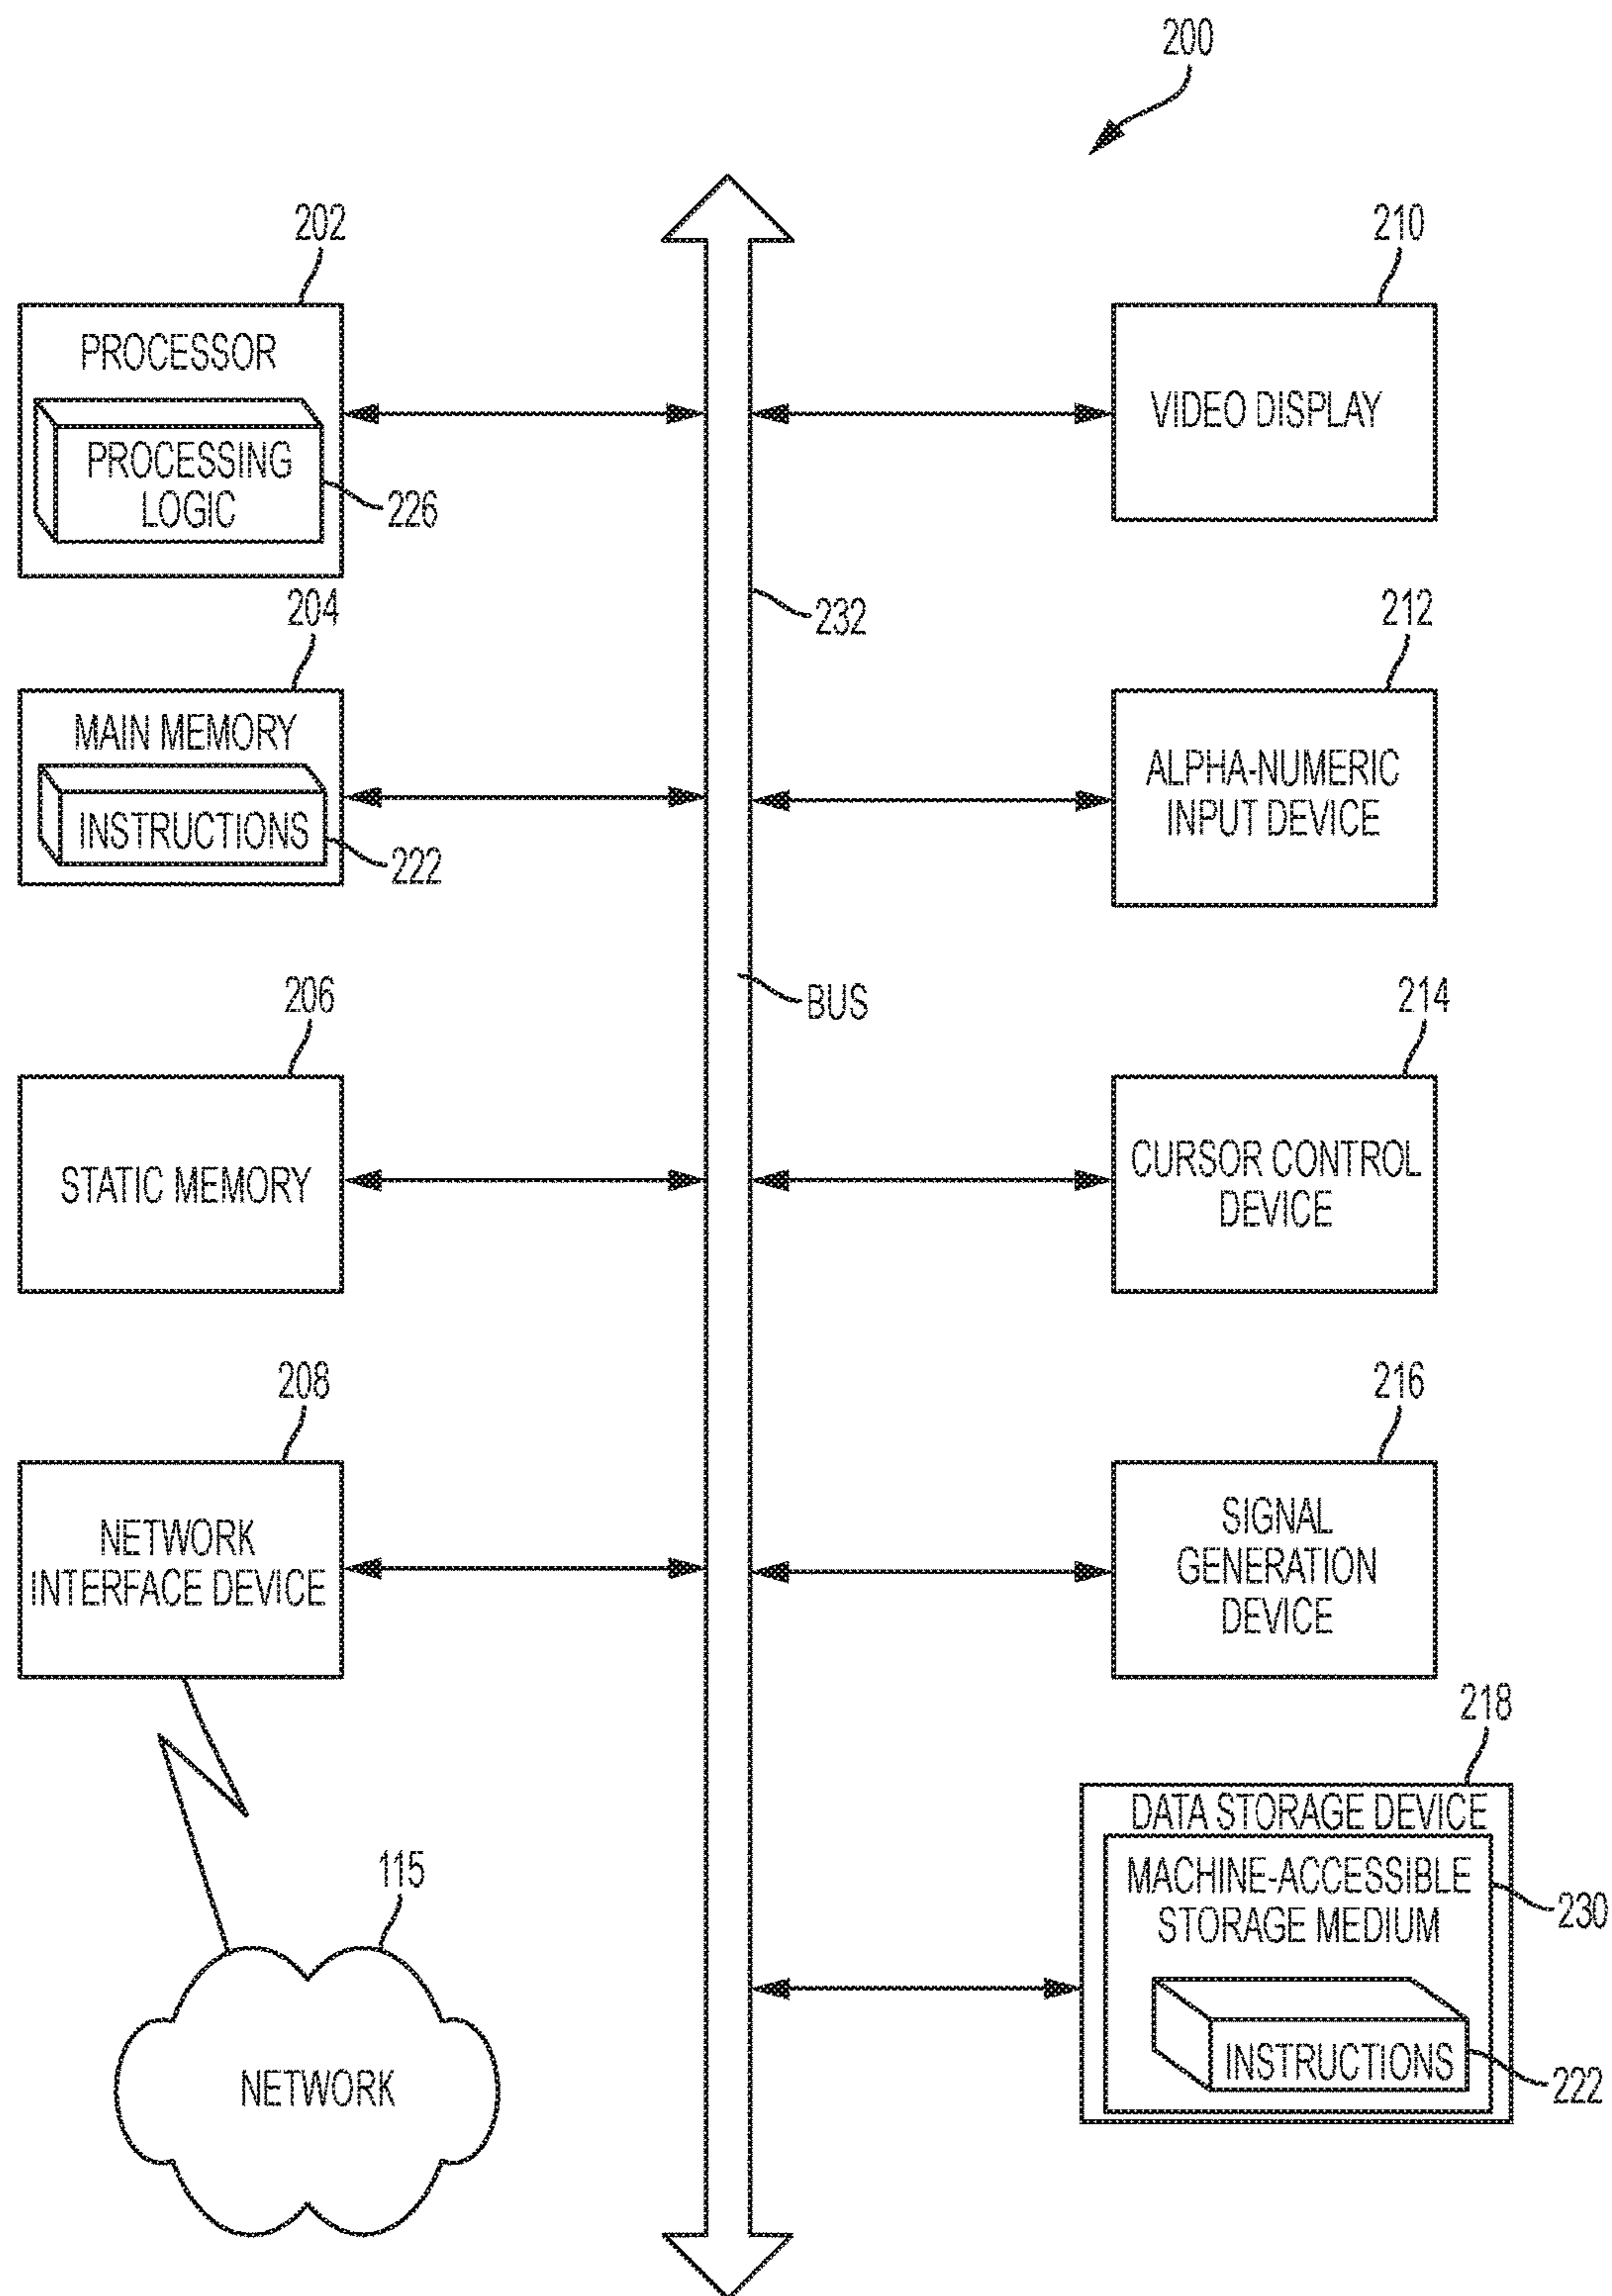 200
202
PROCESSOR
PROCESSING
LOGIC
226
210
VIDEO DISPLAY
232
204
MAIN MEMORY
INSTRUCTIONS
222
212
ALPHA-NUMERIC
INPUT DEVICE
BUS
206
STATIC MEMORY
214
CURSOR CONTROL
DEVICE
208
NETWORK
INTERFACE DEVICE
216
SIGNAL
GENERATION
DEVICE
115
NETWORK
218
DATA STORAGE DEVICE
MACHINE-ACCESSIBLE
STORAGE MEDIUM
230
INSTRUCTIONS
222